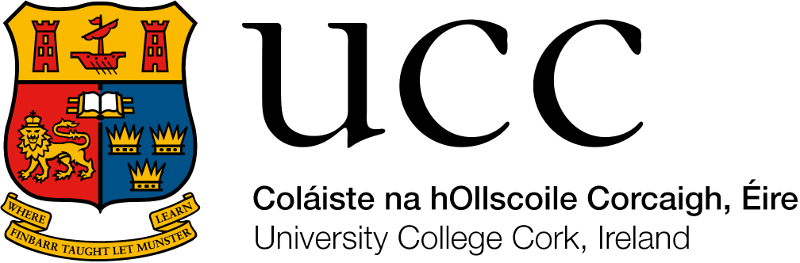 ucc
Coláiste na hOllscoile Corcaigh, Éire
University College Cork, Ireland
WHERE
FINBARR TAUGHT LET MUNSTER
LEARN